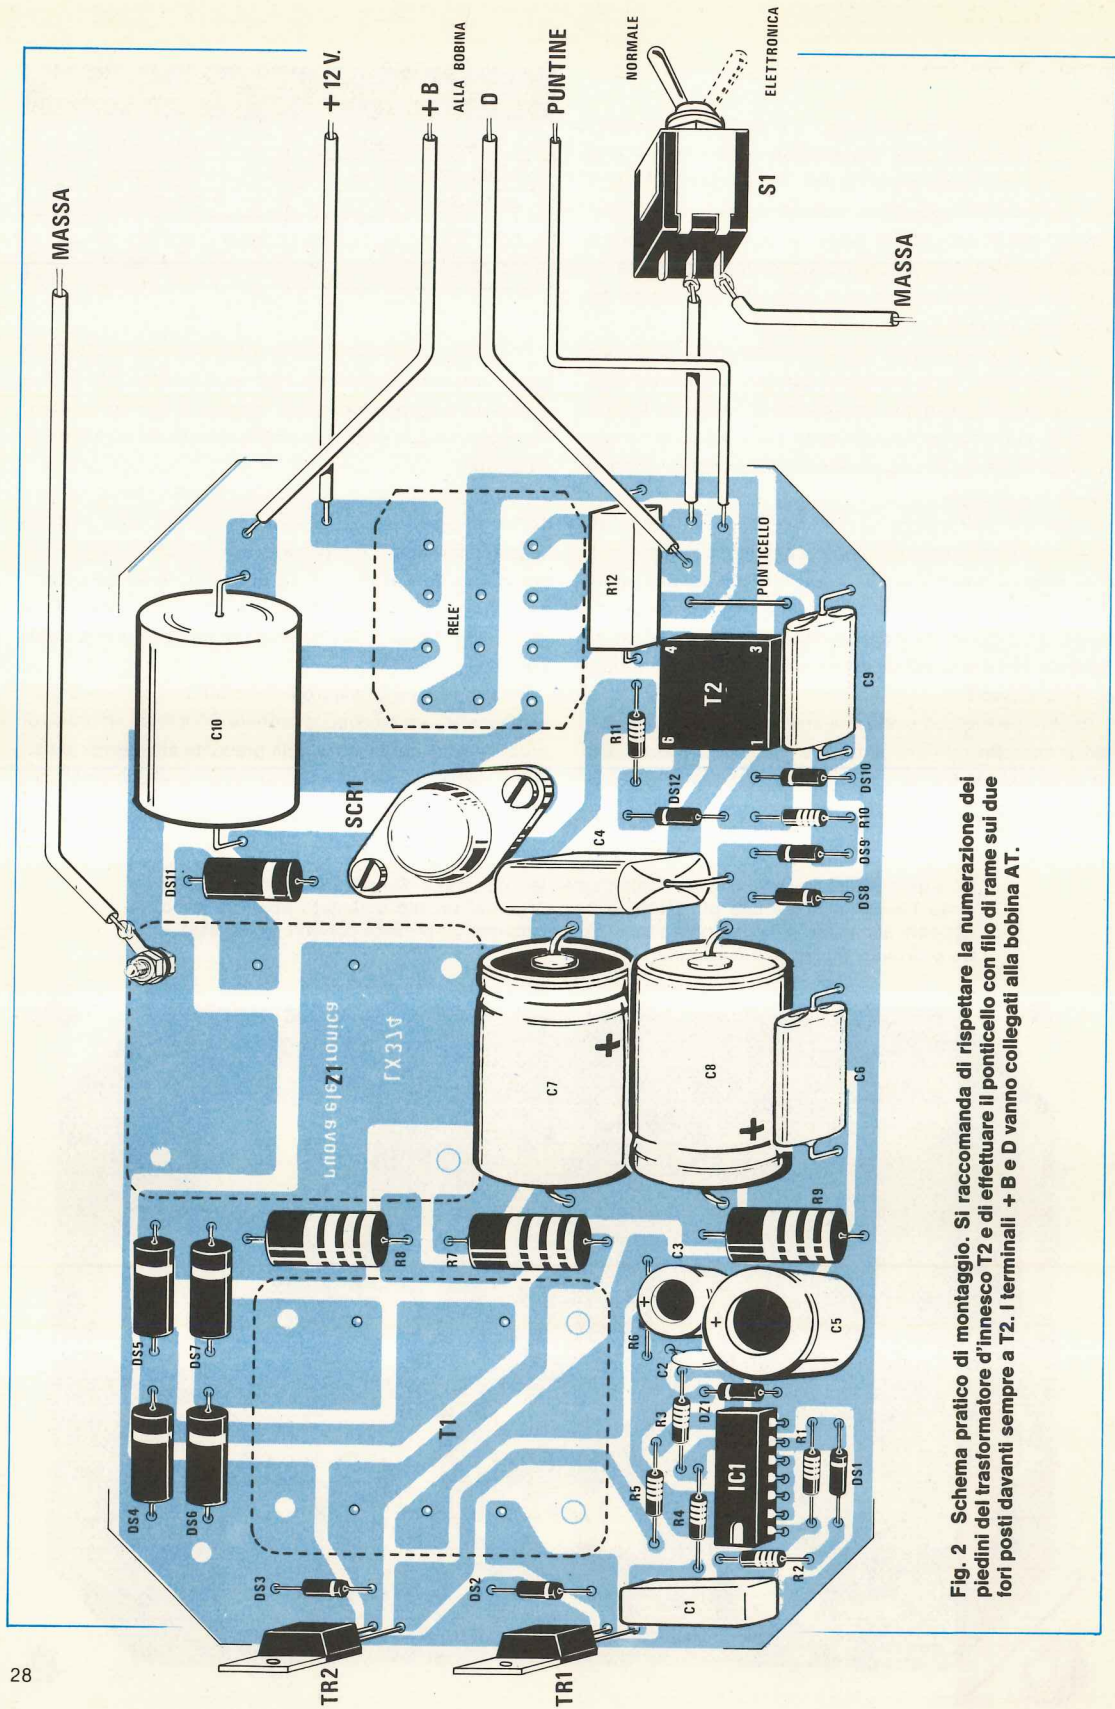 28
MASSA
+ 12 V.
+ B
ALLA BOBINA
D
PUNTINE
NORMALE
ELETTRONICA
S1
MASSA
C10
RELE'
R12
PONTICELLO
T2
4
3
6
1
C9
R11
DS12
DS10
R10
DS9
DS8
SCR1
C4
DS11
nuova elettronica
Z1
LX374
C7
+
C8
+
C6
DS5
DS7
DS4
DS6
R8
R7
R9
T1
C3
+
R6
C2
+
C5
R3
DZ1
R5
R4
IC1
R1
DS1
R2
C1
DS3
DS2
TR2
TR1
Fig. 2 Schema pratico di montaggio. Si raccomanda di rispettare la numerazione dei
piedini del trasformatore d'innesco T2 e di effettuare il ponticello con filo di rame sui due
fori posti davanti sempre a T2. I terminali + B e D vanno collegati alla bobina AT.